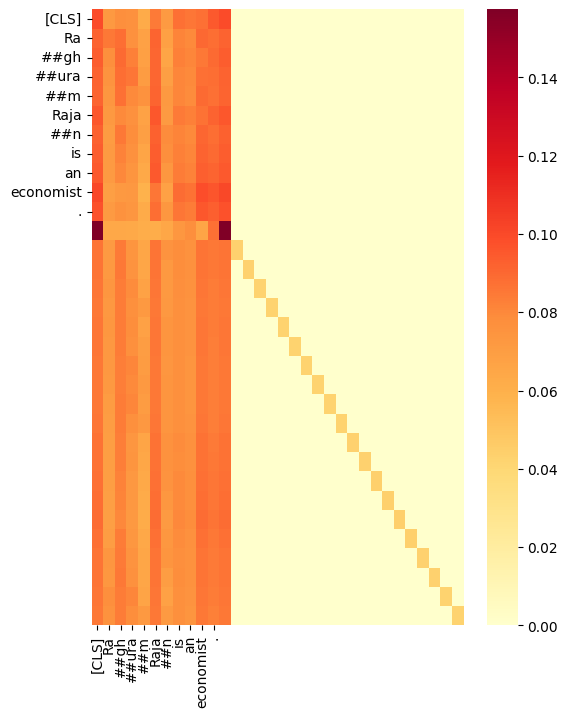 [CLS]
Ra
##gh
##ura
##m
Raja
##n
is
an
economist
.
0.14
0.12
0.10
0.08
0.06
0.04
0.02
0.00
[CLS]
Ra
##gh
##ura
##m
Raja
##n
is
an
economist
.